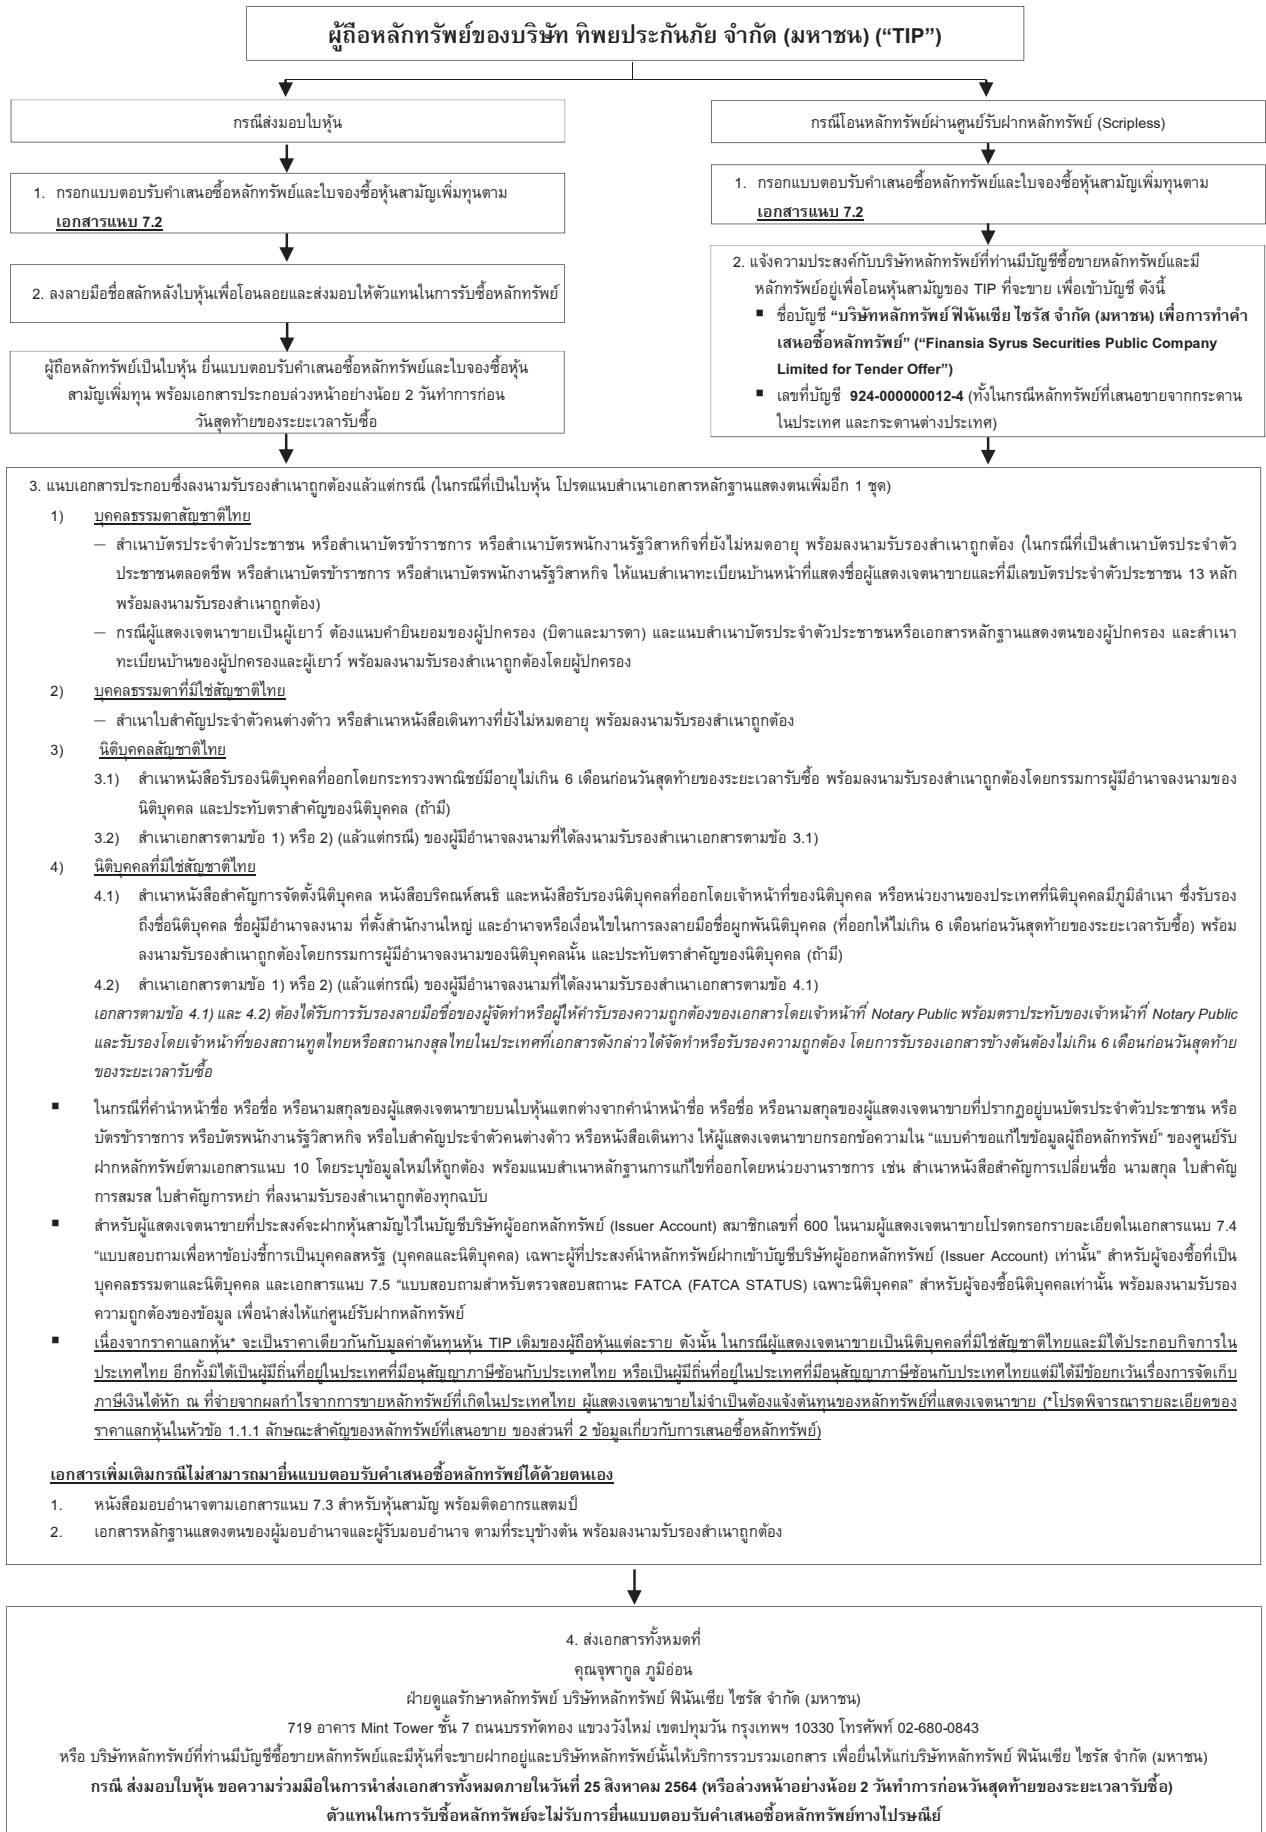 ผู้ถือหลักทรัพย์ของบริษัท ทิพยประกันภัย จำกัด (มหาชน) (“TIP”)
กรณีส่งมอบใบหุ้น
1. กรอกแบบตอบรับคำเสนอซื้อหลักทรัพย์และใบจองซื้อหุ้นสามัญเพิ่มทุนตาม
เอกสารแนบ 7.2
2. ลงลายมือชื่อสลักหลังใบหุ้นเพื่อโอนลอยและส่งมอบให้ตัวแทนในการรับซื้อหลักทรัพย์
ผู้ถือหลักทรัพย์เป็นใบหุ้น ยื่นแบบตอบรับคำเสนอซื้อหลักทรัพย์และใบจองซื้อหุ้น
สามัญเพิ่มทุน พร้อมเอกสารประกอบล่วงหน้าอย่างน้อย 2 วันทำการก่อน
วันสุดท้ายของระยะเวลารับซื้อ
กรณีโอนหลักทรัพย์ผ่านศูนย์รับฝากหลักทรัพย์ (Scripless)
1. กรอกแบบตอบรับคำเสนอซื้อหลักทรัพย์และใบจองซื้อหุ้นสามัญเพิ่มทุนตาม
เอกสารแนบ 7.2
2. แจ้งความประสงค์กับบริษัทหลักทรัพย์ที่ท่านมีบัญชีซื้อขายหลักทรัพย์และมี
หลักทรัพย์อยู่เพื่อโอนหุ้นสามัญของ TIP ที่จะขาย เพื่อเข้าบัญชี ดังนี้
▪ ชื่อบัญชี “บริษัทหลักทรัพย์ ฟินันเซีย ไซรัส จำกัด (มหาชน) เพื่อการทำคำ
เสนอซื้อหลักทรัพย์” (“Finansia Syrus Securities Public Company
Limited for Tender Offer”)
▪ เลขที่บัญชี 924-000000012-4 (ทั้งในกรณีหลักทรัพย์ที่เสนอขายจากกระดาน
ในประเทศ และกระดานต่างประเทศ)
3. แนบเอกสารประกอบซึ่งลงนามรับรองสำเนาถูกต้องแล้วแต่กรณี (ในกรณีที่เป็นใบหุ้น โปรดแนบสำเนาเอกสารหลักฐานแสดงตนเพิ่มอีก 1 ชุด)
1) บุคคลธรรมดาสัญชาติไทย
– สำเนาบัตรประจำตัวประชาชน หรือสำเนาบัตรข้าราชการ หรือสำเนาบัตรพนักงานรัฐวิสาหกิจที่ยังไม่หมดอายุ พร้อมลงนามรับรองสำเนาถูกต้อง (ในกรณีที่เป็นสำเนาบัตรประจำตัว
ประชาชนตลอดชีพ หรือสำเนาบัตรข้าราชการ หรือสำเนาบัตรพนักงานรัฐวิสาหกิจ ให้แนบสำเนาทะเบียนบ้านหน้าที่แสดงชื่อผู้แสดงเจตนาขายและที่มีเลขบัตรประจำตัวประชาชน 13 หลัก
พร้อมลงนามรับรองสำเนาถูกต้อง)
– กรณีผู้แสดงเจตนาขายเป็นผู้เยาว์ ต้องแนบคำยินยอมของผู้ปกครอง (บิดาและมารดา) และแนบสำเนาบัตรประจำตัวประชาชนหรือเอกสารหลักฐานแสดงตนของผู้ปกครอง และสำเนา
ทะเบียนบ้านของผู้ปกครองและผู้เยาว์ พร้อมลงนามรับรองสำเนาถูกต้องโดยผู้ปกครอง
2) บุคคลธรรมดาที่มิใช่สัญชาติไทย
– สำเนาใบสำคัญประจำตัวคนต่างด้าว หรือสำเนาหนังสือเดินทางที่ยังไม่หมดอายุ พร้อมลงนามรับรองสำเนาถูกต้อง
3) นิติบุคคลสัญชาติไทย
3.1) สำเนาหนังสือรับรองนิติบุคคลที่ออกโดยกระทรวงพาณิชย์มีอายุไม่เกิน 6 เดือนก่อนวันสุดท้ายของระยะเวลารับซื้อ พร้อมลงนามรับรองสำเนาถูกต้องโดยกรรมการผู้มีอำนาจลงนามของ
นิติบุคคล และประทับตราสำคัญของนิติบุคคล (ถ้ามี)
3.2) สำเนาเอกสารตามข้อ 1) หรือ 2) (แล้วแต่กรณี) ของผู้มีอำนาจลงนามที่ได้ลงนามรับรองสำเนาเอกสารตามข้อ 3.1)
4) นิติบุคคลที่มิใช่สัญชาติไทย
4.1) สำเนาหนังสือสำคัญการจัดตั้งนิติบุคคล หนังสือบริคณห์สนธิ และหนังสือรับรองนิติบุคคลที่ออกโดยเจ้าหน้าที่ของนิติบุคคล หรือหน่วยงานของประเทศที่นิติบุคคลมีภูมิลำเนา ซึ่งรับรอง
ถึงชื่อนิติบุคคล ชื่อผู้มีอำนาจลงนาม ที่ตั้งสำนักงานใหญ่ และอำนาจหรือเงื่อนไขในการลงลายมือชื่อผูกพันนิติบุคคล (ที่ออกให้ไม่เกิน 6 เดือนก่อนวันสุดท้ายของระยะเวลารับซื้อ) พร้อม
ลงนามรับรองสำเนาถูกต้องโดยกรรมการผู้มีอำนาจลงนามของนิติบุคคลนั้น และประทับตราสำคัญของนิติบุคคล (ถ้ามี)
4.2) สำเนาเอกสารตามข้อ 1) หรือ 2) (แล้วแต่กรณี) ของผู้มีอำนาจลงนามที่ได้ลงนามรับรองสำเนาเอกสารตามข้อ 4.1)
เอกสารตามข้อ 4.1) และ 4.2) ต้องได้รับการรับรองลายมือชื่อของผู้จัดทำหรือผู้ให้คำรับรองความถูกต้องของเอกสารโดยเจ้าหน้าที่ Notary Public พร้อมตราประทับของเจ้าหน้าที่ Notary Public
และรับรองโดยเจ้าหน้าที่ของสถานทูตไทยหรือสถานกงสุลไทยในประเทศที่เอกสารดังกล่าวได้จัดทำหรือรับรองความถูกต้อง โดยการรับรองเอกสารข้างต้นต้องไม่เกิน 6 เดือนก่อนวันสุดท้าย
ของระยะเวลารับซื้อ
▪ ในกรณีที่คำนำหน้าชื่อ หรือชื่อ หรือนามสกุลของผู้แสดงเจตนาขายบนใบหุ้นแตกต่างจากคำนำหน้าชื่อ หรือชื่อ หรือนามสกุลของผู้แสดงเจตนาขายที่ปรากฏอยู่บนบัตรประจำตัวประชาชน หรือ
บัตรข้าราชการ หรือบัตรพนักงานรัฐวิสาหกิจ หรือใบสำคัญประจำตัวคนต่างด้าว หรือหนังสือเดินทาง ให้ผู้แสดงเจตนาขายกรอกข้อความใน “แบบคำขอแก้ไขข้อมูลผู้ถือหลักทรัพย์” ของศูนย์รับ
ฝากหลักทรัพย์ตามเอกสารแนบ 10 โดยระบุข้อมูลใหม่ให้ถูกต้อง พร้อมแนบสำเนาหลักฐานการแก้ไขที่ออกโดยหน่วยงานราชการ เช่น สำเนาหนังสือสำคัญการเปลี่ยนชื่อ นามสกุล ใบสำคัญ
การสมรส ใบสำคัญการหย่า ที่ลงนามรับรองสำเนาถูกต้องทุกฉบับ
▪ สำหรับผู้แสดงเจตนาขายที่ประสงค์จะฝากหุ้นสามัญไว้ในบัญชีบริษัทผู้ออกหลักทรัพย์ (Issuer Account) สมาชิกเลขที่ 600 ในนามผู้แสดงเจตนาขายโปรดกรอกรายละเอียดในเอกสารแนบ 7.4
“แบบสอบถามเพื่อหาข้อบ่งชี้การเป็นบุคคลสหรัฐ (บุคคลและนิติบุคคล) เฉพาะผู้ที่ประสงค์นำหลักทรัพย์ฝากเข้าบัญชีบริษัทผู้ออกหลักทรัพย์ (Issuer Account) เท่านั้น” สำหรับผู้จองซื้อที่เป็น
บุคคลธรรมดาและนิติบุคคล และเอกสารแนบ 7.5 “แบบสอบถามสำหรับตรวจสอบสถานะ FATCA (FATCA STATUS) เฉพาะนิติบุคคล” สำหรับผู้จองซื้อนิติบุคคลเท่านั้น พร้อมลงนามรับรอง
ความถูกต้องของข้อมูล เพื่อนำส่งให้แก่ศูนย์รับฝากหลักทรัพย์
▪ เนื่องจากราคาแลกหุ้น* จะเป็นราคาเดียวกันกับมูลค่าต้นทุนหุ้น TIP เดิมของผู้ถือหุ้นแต่ละราย ดังนั้น ในกรณีผู้แสดงเจตนาขายเป็นนิติบุคคลที่มิใช่สัญชาติไทยและมิได้ประกอบกิจการใน
ประเทศไทย อีกทั้งมิได้เป็นผู้มีถิ่นที่อยู่ในประเทศที่มีอนุสัญญาภาษีซ้อนกับประเทศไทย หรือเป็นผู้มีถิ่นที่อยู่ในประเทศที่มีอนุสัญญาภาษีซ้อนกับประเทศไทยแต่มิได้มีข้อยกเว้นเรื่องการจัดเก็บ
ภาษีเงินได้หัก ณ ที่จ่ายจากผลกำไรจากการขายหลักทรัพย์ที่เกิดในประเทศไทย ผู้แสดงเจตนาขายไม่จำเป็นต้องแจ้งต้นทุนของหลักทรัพย์ที่แสดงเจตนาขาย (*โปรดพิจารณารายละเอียดของ
ราคาแลกหุ้นในหัวข้อ 1.1.1 ลักษณะสำคัญของหลักทรัพย์ที่เสนอขาย ของส่วนที่ 2 ข้อมูลเกี่ยวกับการเสนอซื้อหลักทรัพย์)
เอกสารเพิ่มเติมกรณีไม่สามารถมายื่นแบบตอบรับคำเสนอซื้อหลักทรัพย์ได้ด้วยตนเอง
1. หนังสือมอบอำนาจตามเอกสารแนบ 7.3 สำหรับหุ้นสามัญ พร้อมติดอากรแสตมป์
2. เอกสารหลักฐานแสดงตนของผู้มอบอำนาจและผู้รับมอบอำนาจ ตามที่ระบุข้างต้น พร้อมลงนามรับรองสำเนาถูกต้อง
4. ส่งเอกสารทั้งหมดที่
คุณจุฬากูล ภูมิอ่อน
ฝ่ายดูแลรักษาหลักทรัพย์ บริษัทหลักทรัพย์ ฟินันเซีย ไซรัส จำกัด (มหาชน)
719 อาคาร Mint Tower ชั้น 7 ถนนบรรทัดทอง แขวงวังใหม่ เขตปทุมวัน กรุงเทพฯ 10330 โทรศัพท์ 02-680-0843
หรือ บริษัทหลักทรัพย์ที่ท่านมีบัญชีซื้อขายหลักทรัพย์และมีหุ้นที่จะขายฝากอยู่และบริษัทหลักทรัพย์นั้นให้บริการรวบรวมเอกสาร เพื่อยื่นให้แก่บริษัทหลักทรัพย์ ฟินันเซีย ไซรัส จำกัด (มหาชน)
กรณี ส่งมอบใบหุ้น ขอความร่วมมือในการนำส่งเอกสารทั้งหมดภายในวันที่ 25 สิงหาคม 2564 (หรือล่วงหน้าอย่างน้อย 2 วันทำการก่อนวันสุดท้ายของระยะเวลารับซื้อ)
ตัวแทนในการรับซื้อหลักทรัพย์จะไม่รับการยื่นแบบตอบรับคำเสนอซื้อหลักทรัพย์ทางไปรษณีย์